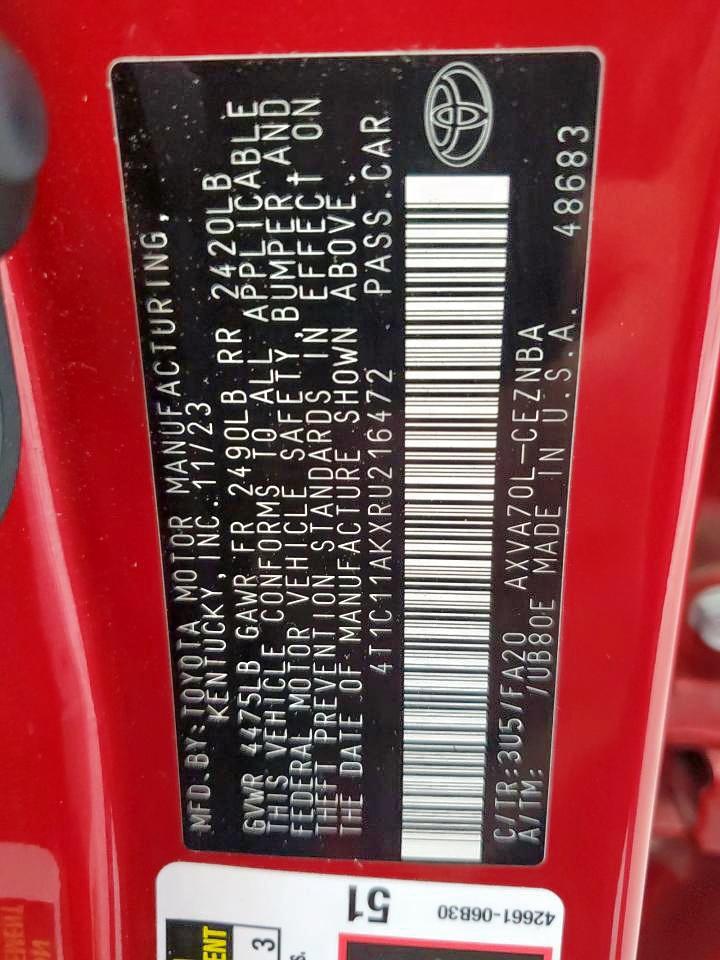 MFD.BY:TOYOTA MOTOR MANUFACTURING,
KENTUCKY, INC.11/23
GVWR 4475LB GAWR FR 2490LB RR 2420LB
THIS VEHICLE CONFORMS TO ALL APPLICABLE
FEDERAL MOTOR VEHICLE SAFETY, BUMPER, AND
THEFT PREVENTION STANDARDS IN EFFECT ON
THE DATE OF MANUFACTURE SHOWN ABOVE.
4T1C11AKXRU216472 PASS.CAR
C/TR:3U5/FA20 AXVA70L-CEZNBA
A/TM: /UB80E MADE IN U.S.A. 48683
51
42661-06B30
3